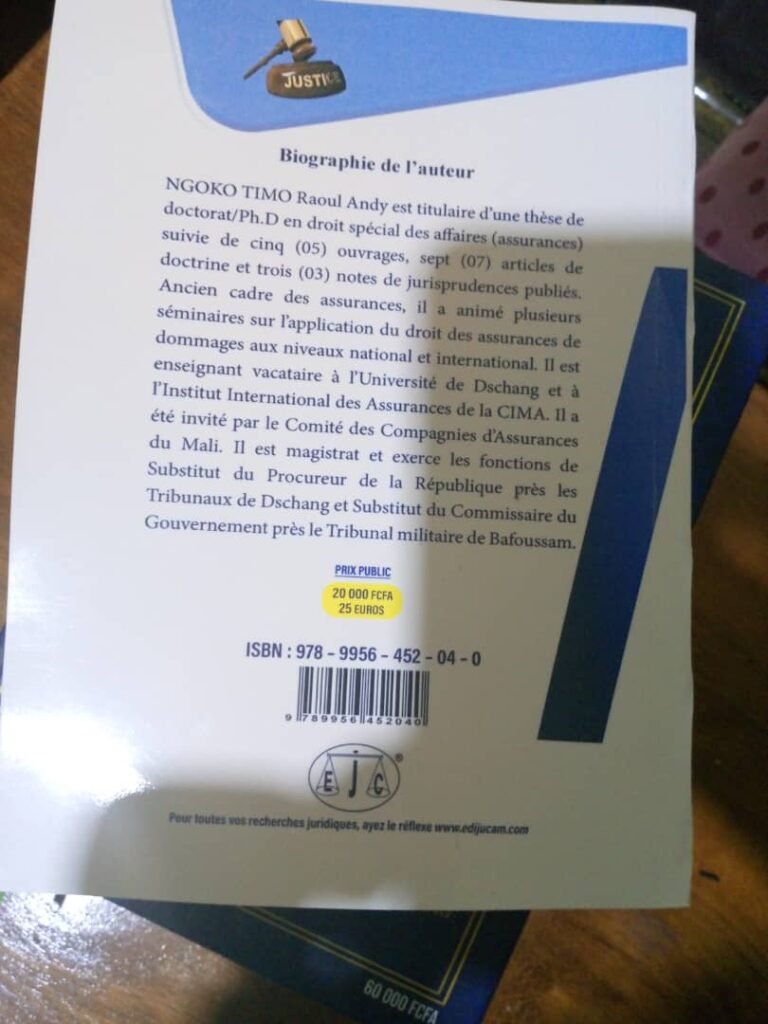 JUSTICE
Biographie de l'auteur
NGOKO TIMO Raoul Andy est titulaire d'une thèse de
doctorat/Ph.D en droit spécial des affaires (assurances)
suivie de cinq (05) ouvrages, sept (07) articles de
doctrine et trois (03) notes de jurisprudences publiés.
Ancien cadre des assurances, il a animé plusieurs
séminaires sur l'application du droit des assurances de
dommages aux niveaux national et international. Il est
enseignant vacataire à l'Université de Dschang et à
l'Institut International des Assurances de la CIMA. Il a
été invité par le Comité des Compagnies d'Assurances
du Mali. Il est magistrat et exerce les fonctions de
Substitut du Procureur de la République près les
Tribunaux de Dschang et Substitut du Commissaire du
Gouvernement près le Tribunal militaire de Bafoussam.
PRIX PUBLIC
20 000 FCFA
25 EUROS
ISBN : 978 - 9956 - 452 - 04 - 0
9 789956 452040
E J C ®
Pour toutes vos recherches juridiques, ayez le réflexe www.edijucam.com
60 000 FCFA